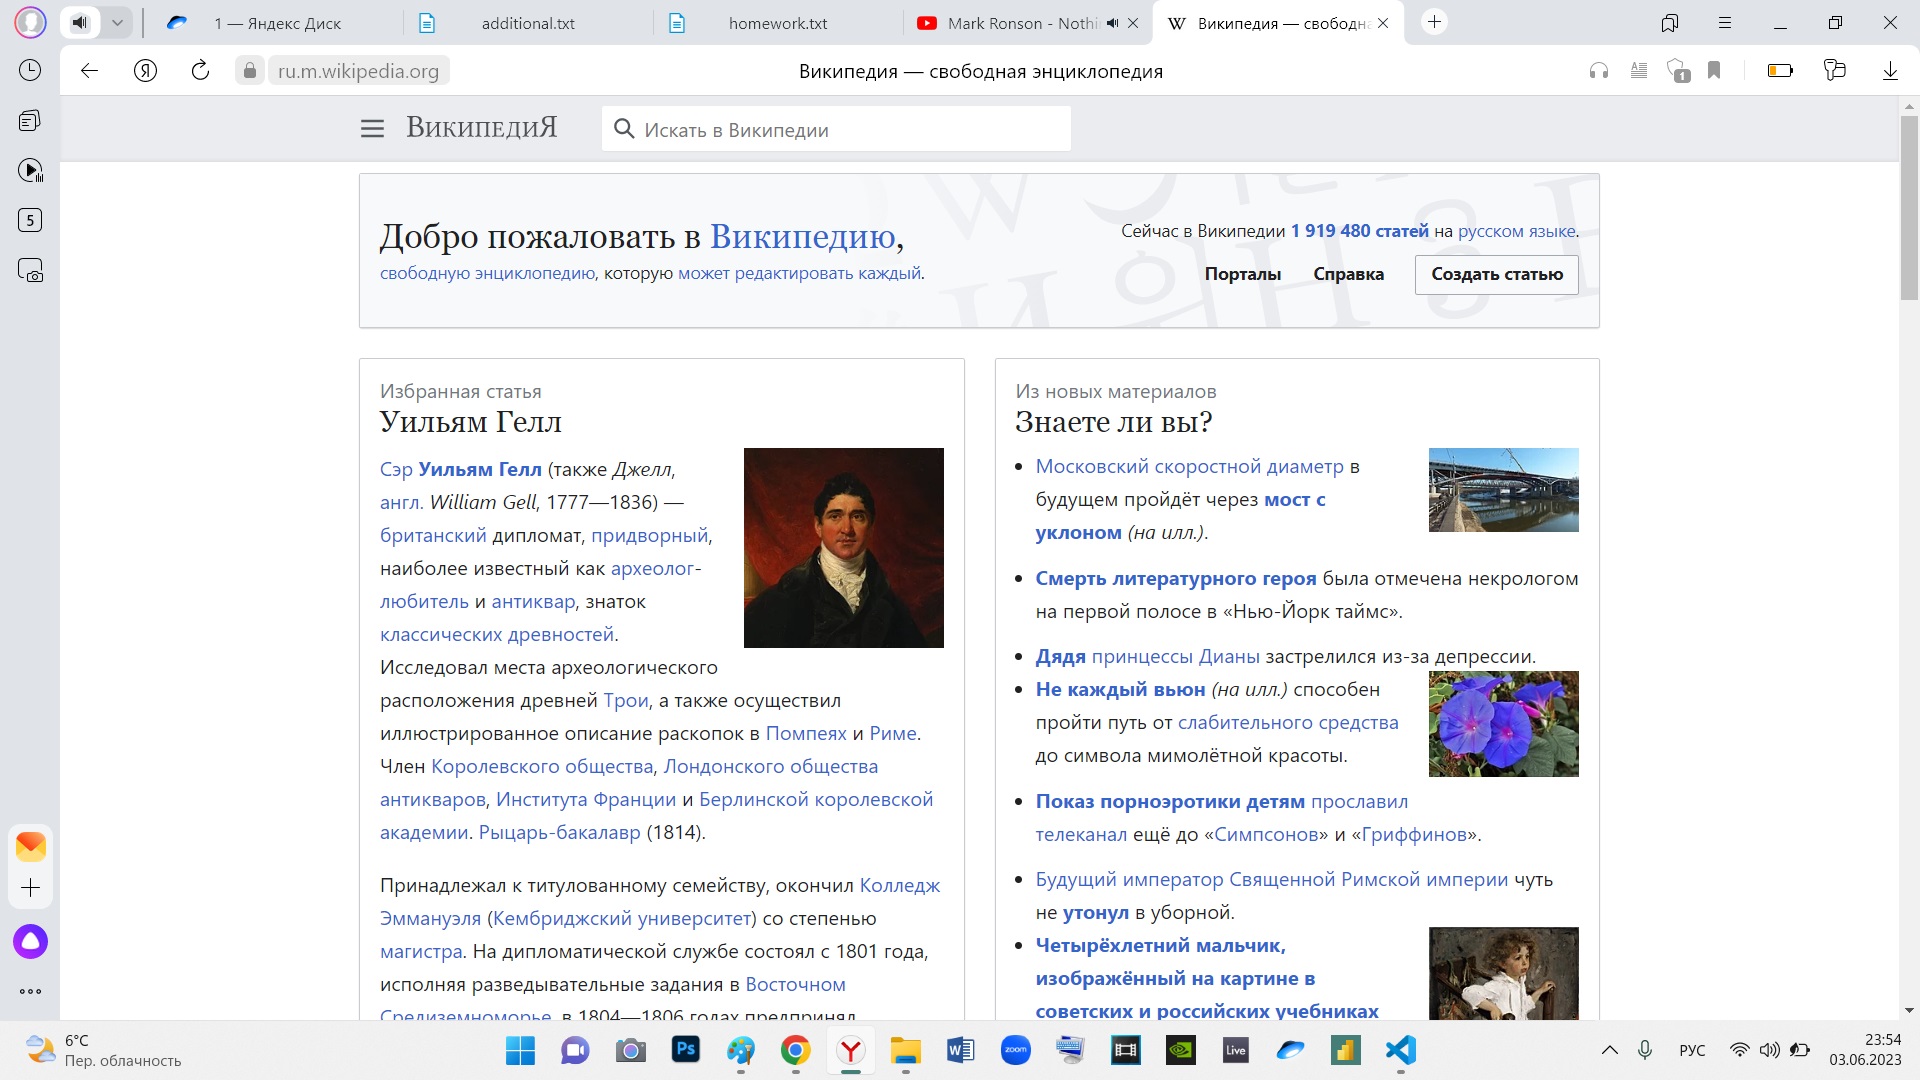 1 — Яндекс Диск
additional.txt
homework.txt
Mark Ronson - Nothi
Википедия — свободна
ru.m.wikipedia.org
Википедия — свободная энциклопедия
1
5
ВикипедиЯ
Искать в Википедии
Добро пожаловать в Википедию,
свободную энциклопедию, которую может редактировать каждый.
Сейчас в Википедии 1 919 480 статей на русском языке.
Порталы Справка Создать статью
Избранная статья
Уильям Гелл
Сэр Уильям Гелл (также Джелл,
англ. William Gell, 1777—1836) —
британский дипломат, придворный,
наиболее известный как археолог-
любитель и антиквар, знаток
классических древностей.
Исследовал места археологического
расположения древней Трои, а также осуществил
иллюстрированное описание раскопок в Помпеях и Риме.
Член Королевского общества, Лондонского общества
антикваров, Института Франции и Берлинской королевской
академии. Рыцарь-бакалавр (1814).
Принадлежал к титулованному семейству, окончил Колледж
Эммануэля (Кембриджский университет) со степенью
магистра. На дипломатической службе состоял с 1801 года,
исполняя разведывательные задания в Восточном
Средиземноморье, в 1804—1806 годах предпринял
Из новых материалов
Знаете ли вы?
Московский скоростной диаметр в
будущем пройдёт через мост с
уклоном (на илл.).
Смерть литературного героя была отмечена некрологом
на первой полосе в «Нью-Йорк таймс».
Дядя принцессы Дианы застрелился из-за депрессии.
Не каждый вьюн (на илл.) способен
пройти путь от слабительного средства
до символа мимолётной красоты.
Показ порноэротики детям прославил
телеканал ещё до «Симпсонов» и «Гриффинов».
Будущий император Священной Римской империи чуть
не утонул в уборной.
Четырёхлетний мальчик,
изображённый на картине в
советских и российских учебниках
6°C
Пер. облачность
Ps
zoom
Live
РУС
23:54
03.06.2023